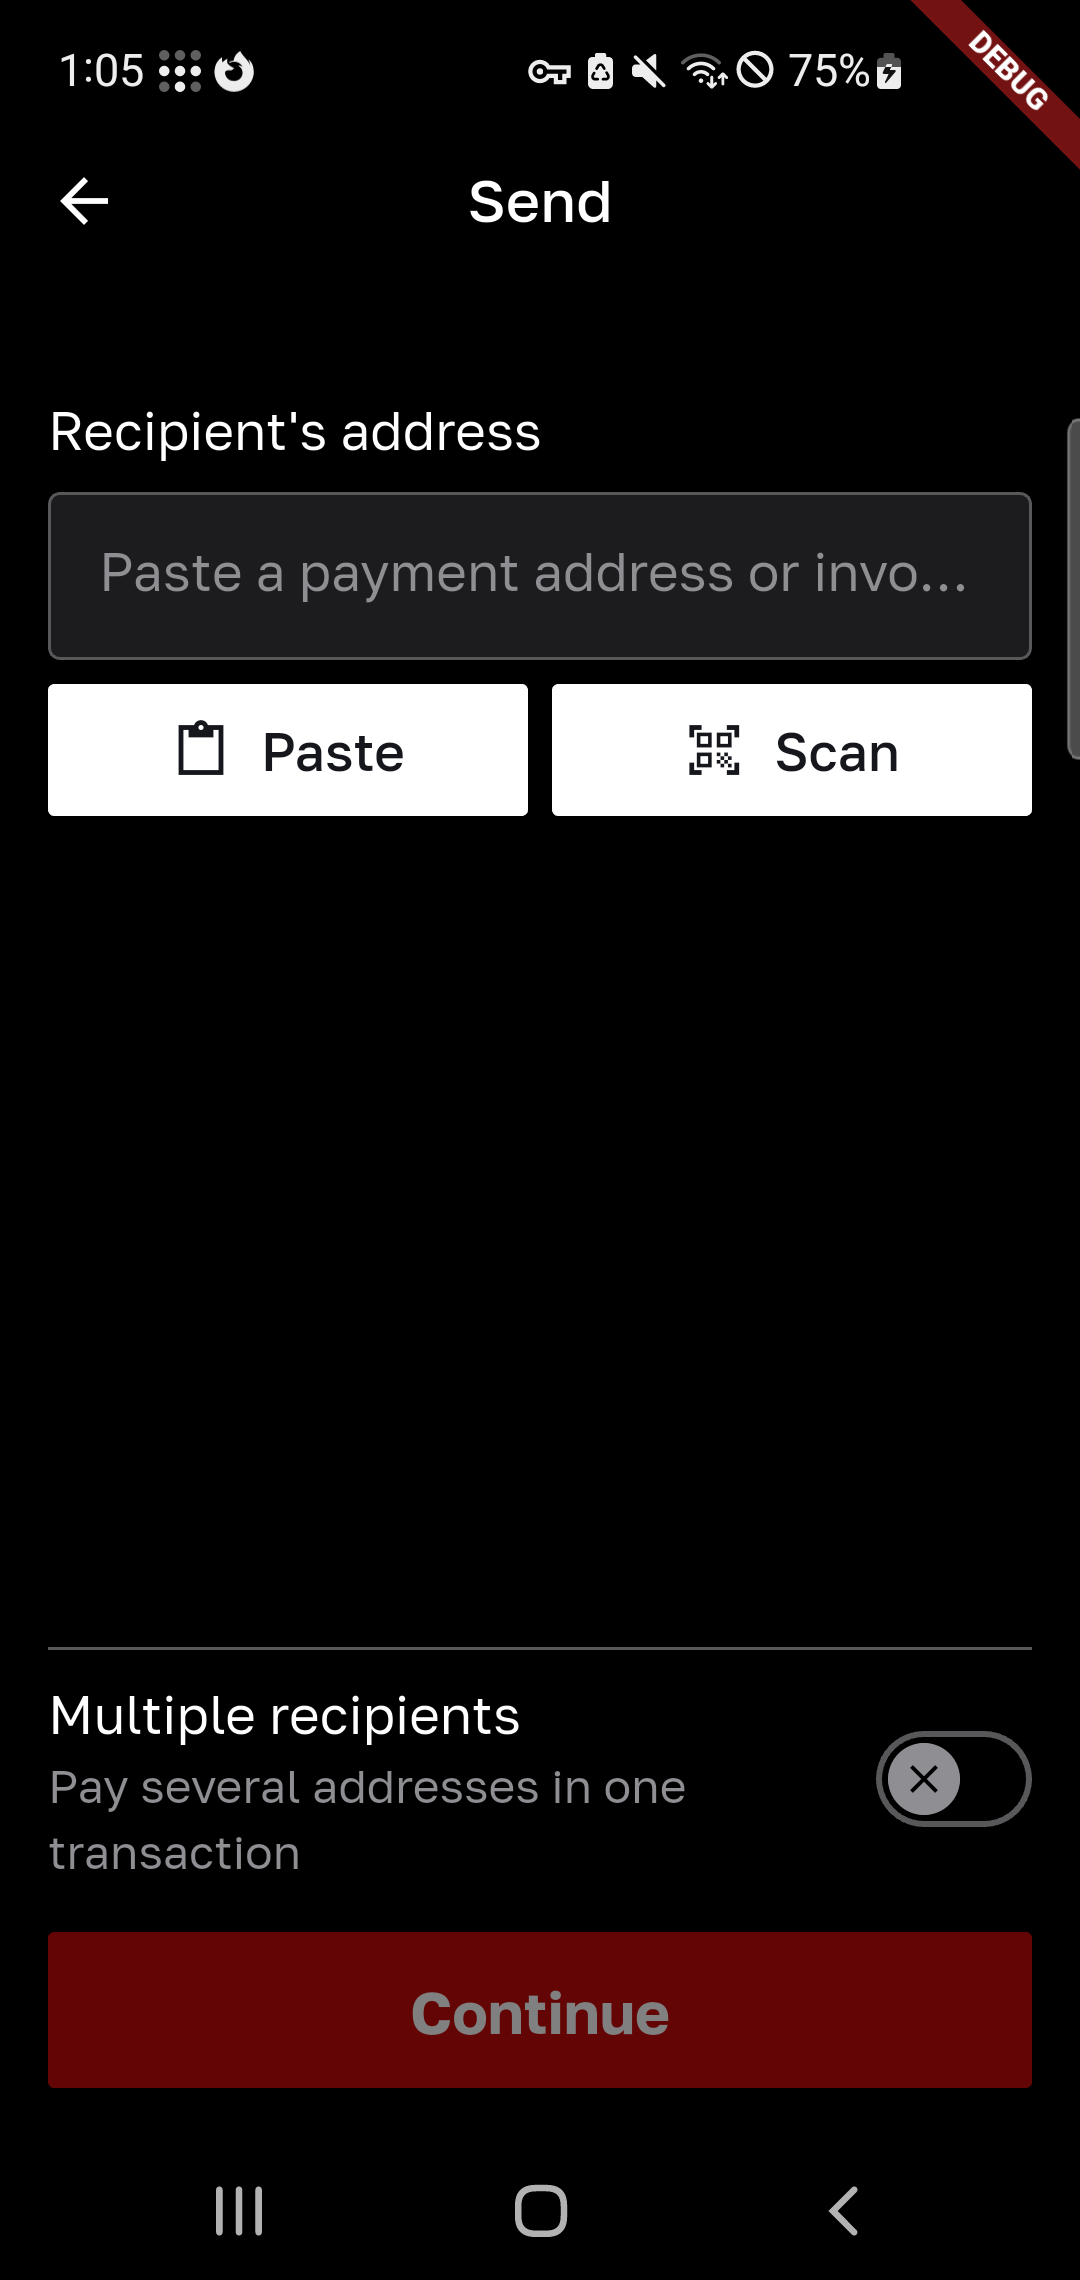 1:05
75%
DEBUG
Send
Recipient's address
Paste a payment address or invo...
Paste
Scan
Multiple recipients
Pay several addresses in one
transaction
Continue